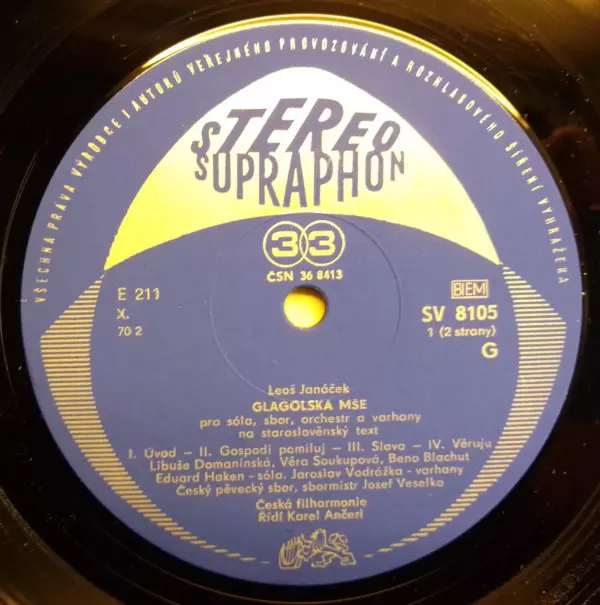 VŠECHNA PRÁVA VÝROBCE I AUTORŮ VEŘEJNÉHO PROVOZOVÁNÍ A ROZHLASOVÉHO ŠÍŘENÍ VYHRAŽENA
STEREO
SUPRAPHON
33
ČSN 36 8413
E 211
X.
70 2
BIEM
SV 8105
1 (2 strany)
G
Leoš Janáček
GLAGOLSKÁ MŠE
pro sóla, sbor, orchestr a varhany
na staroslověnský text
I. Úvod – II. Gospodi pomiluj – III. Slava – IV. Věruju
Libuše Domanínská, Věra Soukupová, Beno Blachut
Eduard Haken - sóla, Jaroslav Vodrážka - varhany
Český pěvecký sbor, sbormistr Josef Veselka
Česká filharmonie
Řídí Karel Ančerl